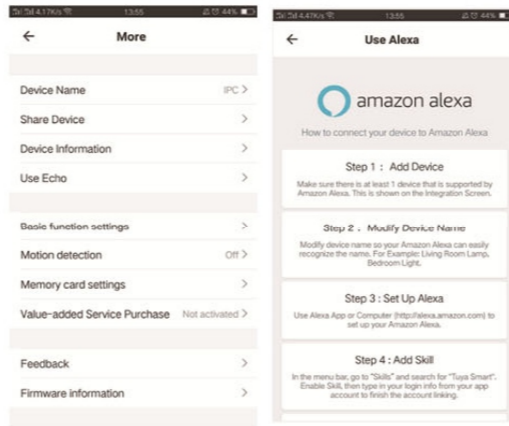 4.17K/s 13:55 44%
More
Device Name IPC >
Share Device >
Device Information >
Use Echo >
Basic function settings >
Motion detection Off >
Memory card settings >
Value-added Service Purchase Not activated >
Feedback >
Firmware information >
4.47K/s 13:55 44%
Use Alexa
amazon alexa
How to connect your device to Amazon Alexa
Step 1 : Add Device
Make sure there is at least 1 device that is supported by
Amazon Alexa. This is shown on the Integration Screen.
Step 2 : Modify Device Name
Modify device name so your Amazon Alexa can easily
recognize the name. For Example: Living Room Lamp,
Bedroom Light.
Step 3 : Set Up Alexa
Use Alexa App or Computer (http://alexa.amazon.com) to
set up your Amazon Alexa.
Step 4 : Add Skill
In the menu bar, go to "Skills" and search for "Tuya Smart".
Enable Skill, then type in your login info from your app
account to finish the account linking.